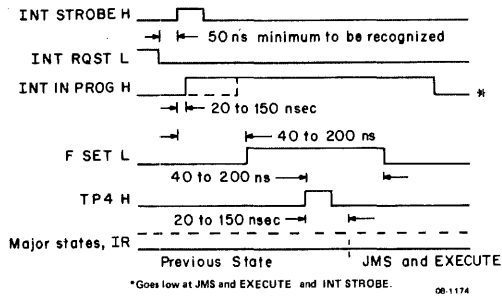 INT STROBE H
50 ns minimum to be recognized
INT RQST L
INT IN PROG H
*
20 to 150 nsec
40 to 200 ns
F SET L
40 to 200 ns
TP4 H
20 to 150 nsec
Major states, IR
Previous State
JMS and EXECUTE
*Goes low at JMS and EXECUTE and INT STROBE.
08-1174